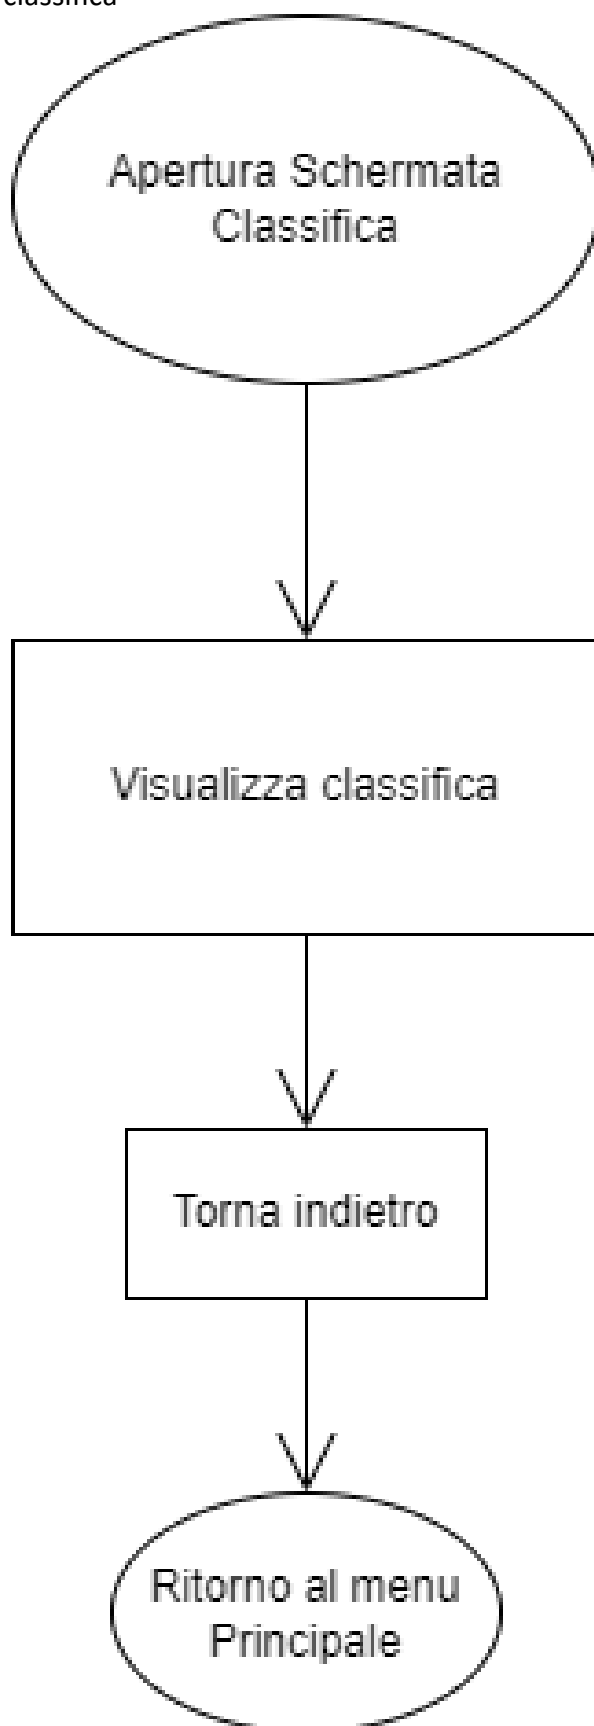 classifica
Apertura Schermata
Classifica
Visualizza classifica
Torna indietro
Ritorno al menu
Principale